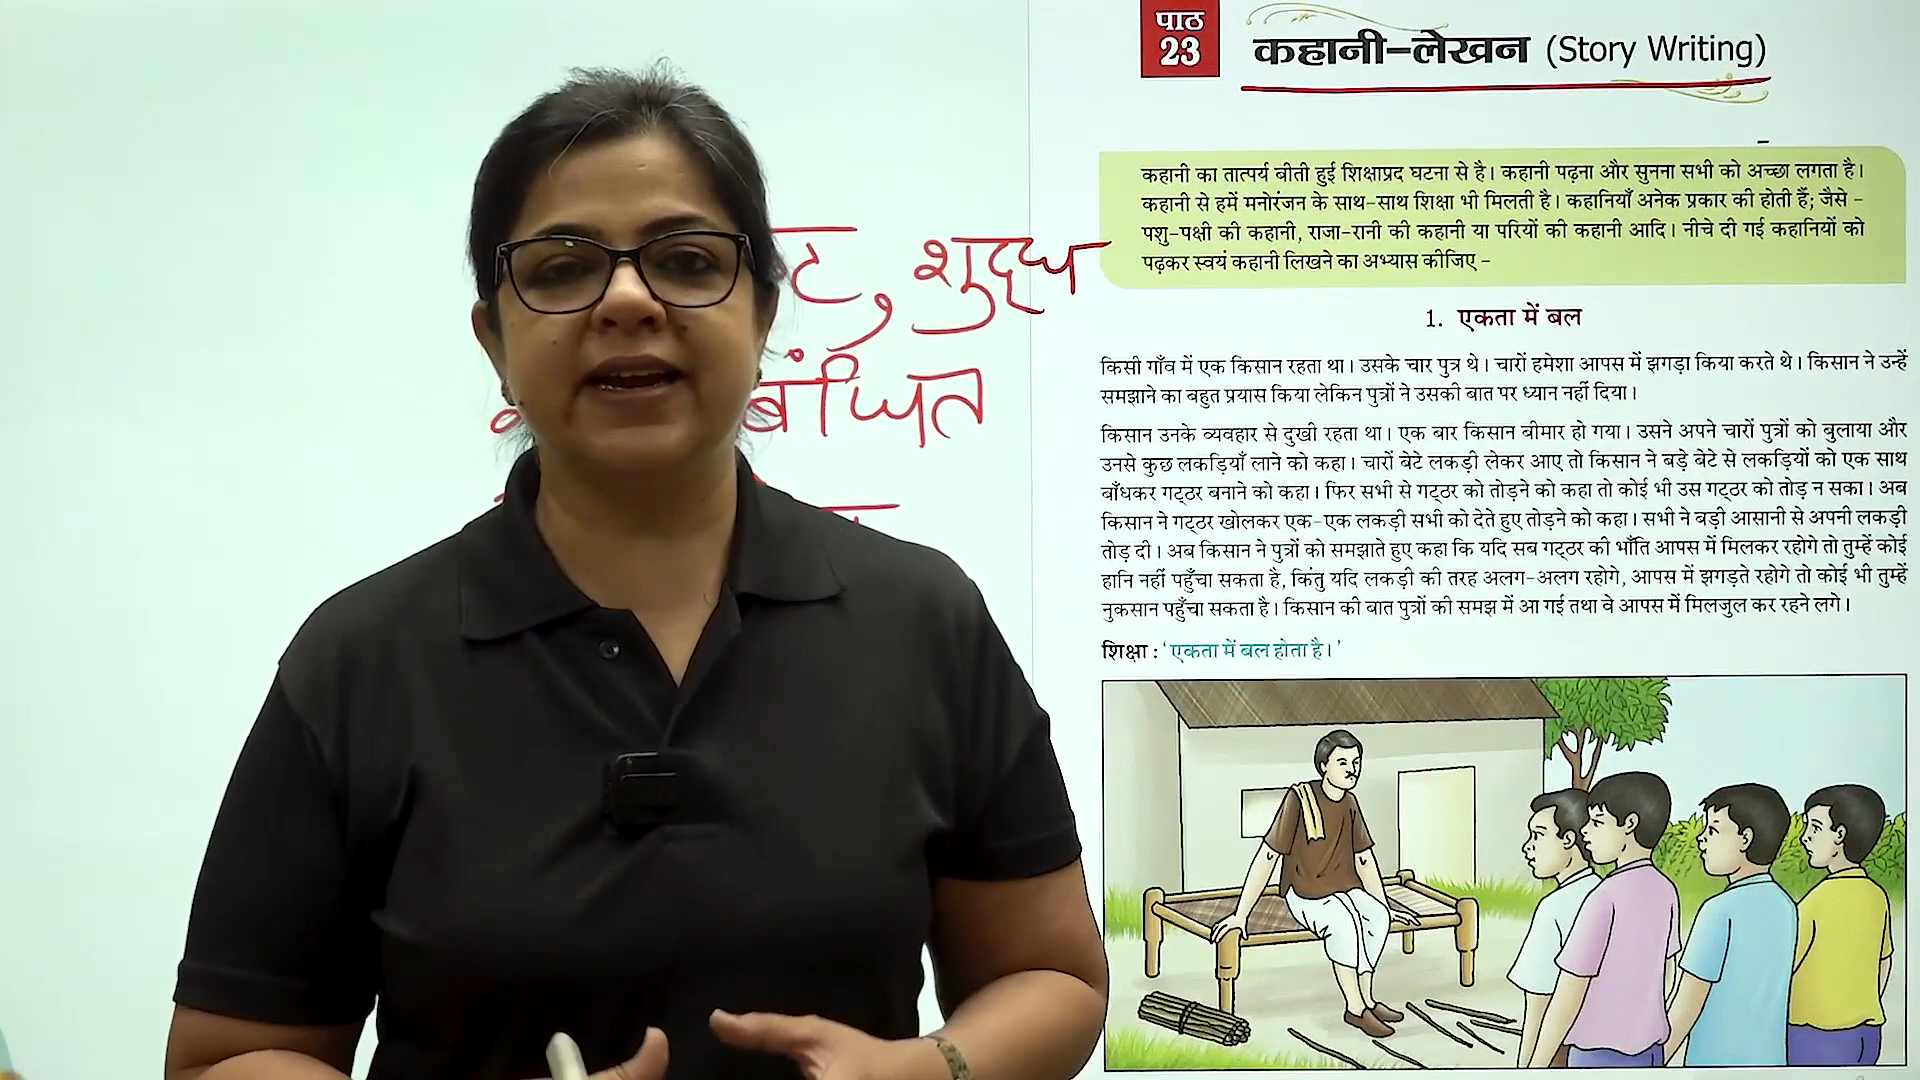 पाठ
23
कहानी-लेखन (Story Writing)
कहानी का तात्पर्य बीती हुई शिक्षाप्रद घटना से है। कहानी पढ़ना और सुनना सभी को अच्छा लगता है।
कहानी से हमें मनोरंजन के साथ-साथ शिक्षा भी मिलती है। कहानियाँ अनेक प्रकार की होती हैं; जैसे -
पशु-पक्षी की कहानी, राजा-रानी की कहानी या परियों की कहानी आदि। नीचे दी गई कहानियों को
पढ़कर स्वयं कहानी लिखने का अभ्यास कीजिए -
, शुद्ध
1. एकता में बल
किसी गाँव में एक किसान रहता था। उसके चार पुत्र थे। चारों हमेशा आपस में झगड़ा किया करते थे। किसान ने उन्हें
समझाने का बहुत प्रयास किया लेकिन पुत्रों ने उसकी बात पर ध्यान नहीं दिया।
किसान उनके व्यवहार से दुखी रहता था। एक बार किसान बीमार हो गया। उसने अपने चारों पुत्रों को बुलाया और
उनसे कुछ लकड़ियाँ लाने को कहा। चारों बेटे लकड़ी लेकर आए तो किसान ने बड़े बेटे से लकड़ियों को एक साथ
बाँधकर गट्ठर बनाने को कहा। फिर सभी से गट्ठर को तोड़ने को कहा तो कोई भी उस गट्ठर को तोड़ न सका। अब
किसान ने गट्ठर खोलकर एक-एक लकड़ी सभी को देते हुए तोड़ने को कहा। सभी ने बड़ी आसानी से अपनी लकड़ी
तोड़ दी। अब किसान ने पुत्रों को समझाते हुए कहा कि यदि सब गट्ठर की भाँति आपस में मिलकर रहोगे तो तुम्हें कोई
हानि नहीं पहुँचा सकता है, किंतु यदि लकड़ी की तरह अलग-अलग रहोगे, आपस में झगड़ते रहोगे तो कोई भी तुम्हें
नुकसान पहुँचा सकता है। किसान की बात पुत्रों की समझ में आ गई तथा वे आपस में मिलजुल कर रहने लगे।
शिक्षा : 'एकता में बल होता है।'